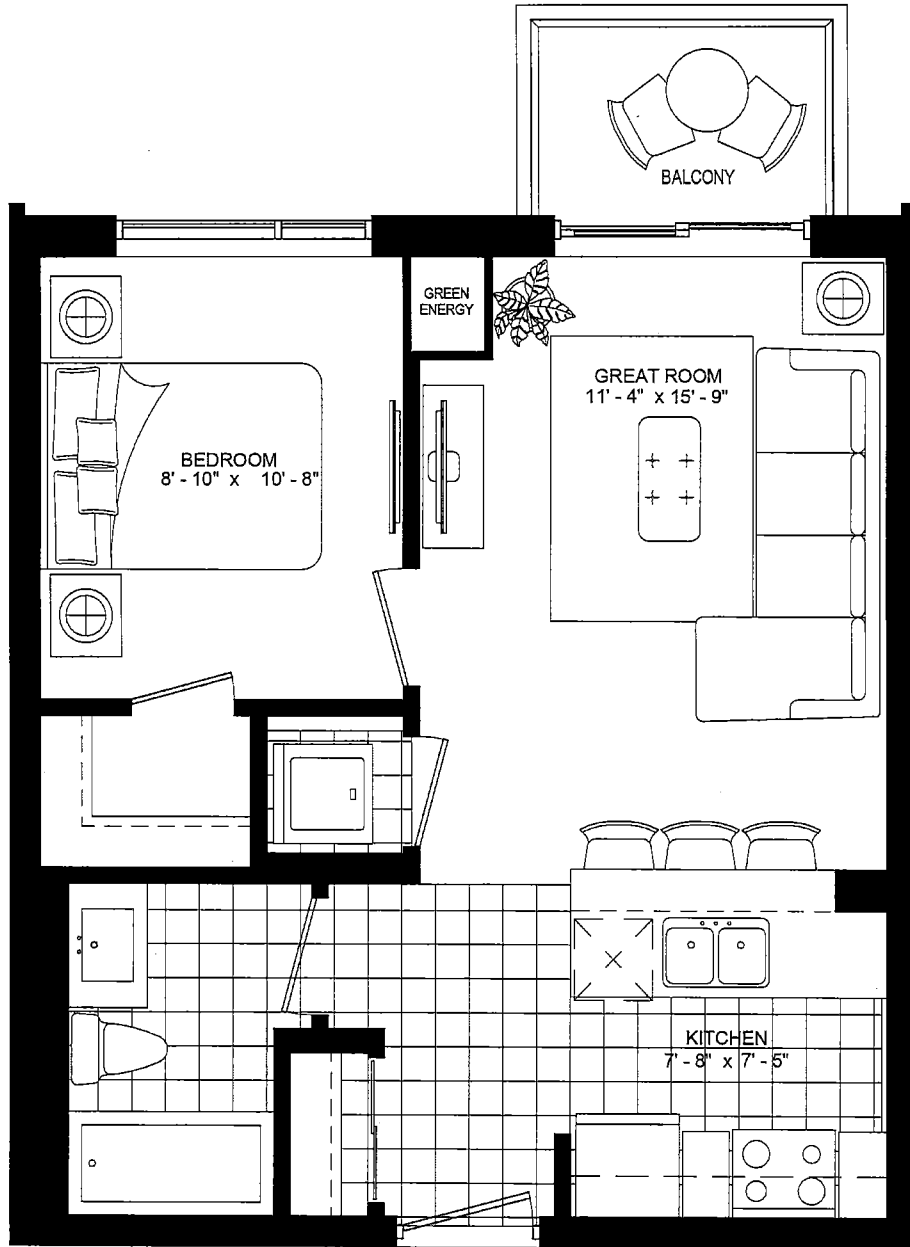 BALCONY
GREEN
ENERGY
GREAT ROOM
11' - 4" x 15' - 9"
BEDROOM
8' - 10" x 10' - 8"
KITCHEN
7' - 8" x 7' - 5"